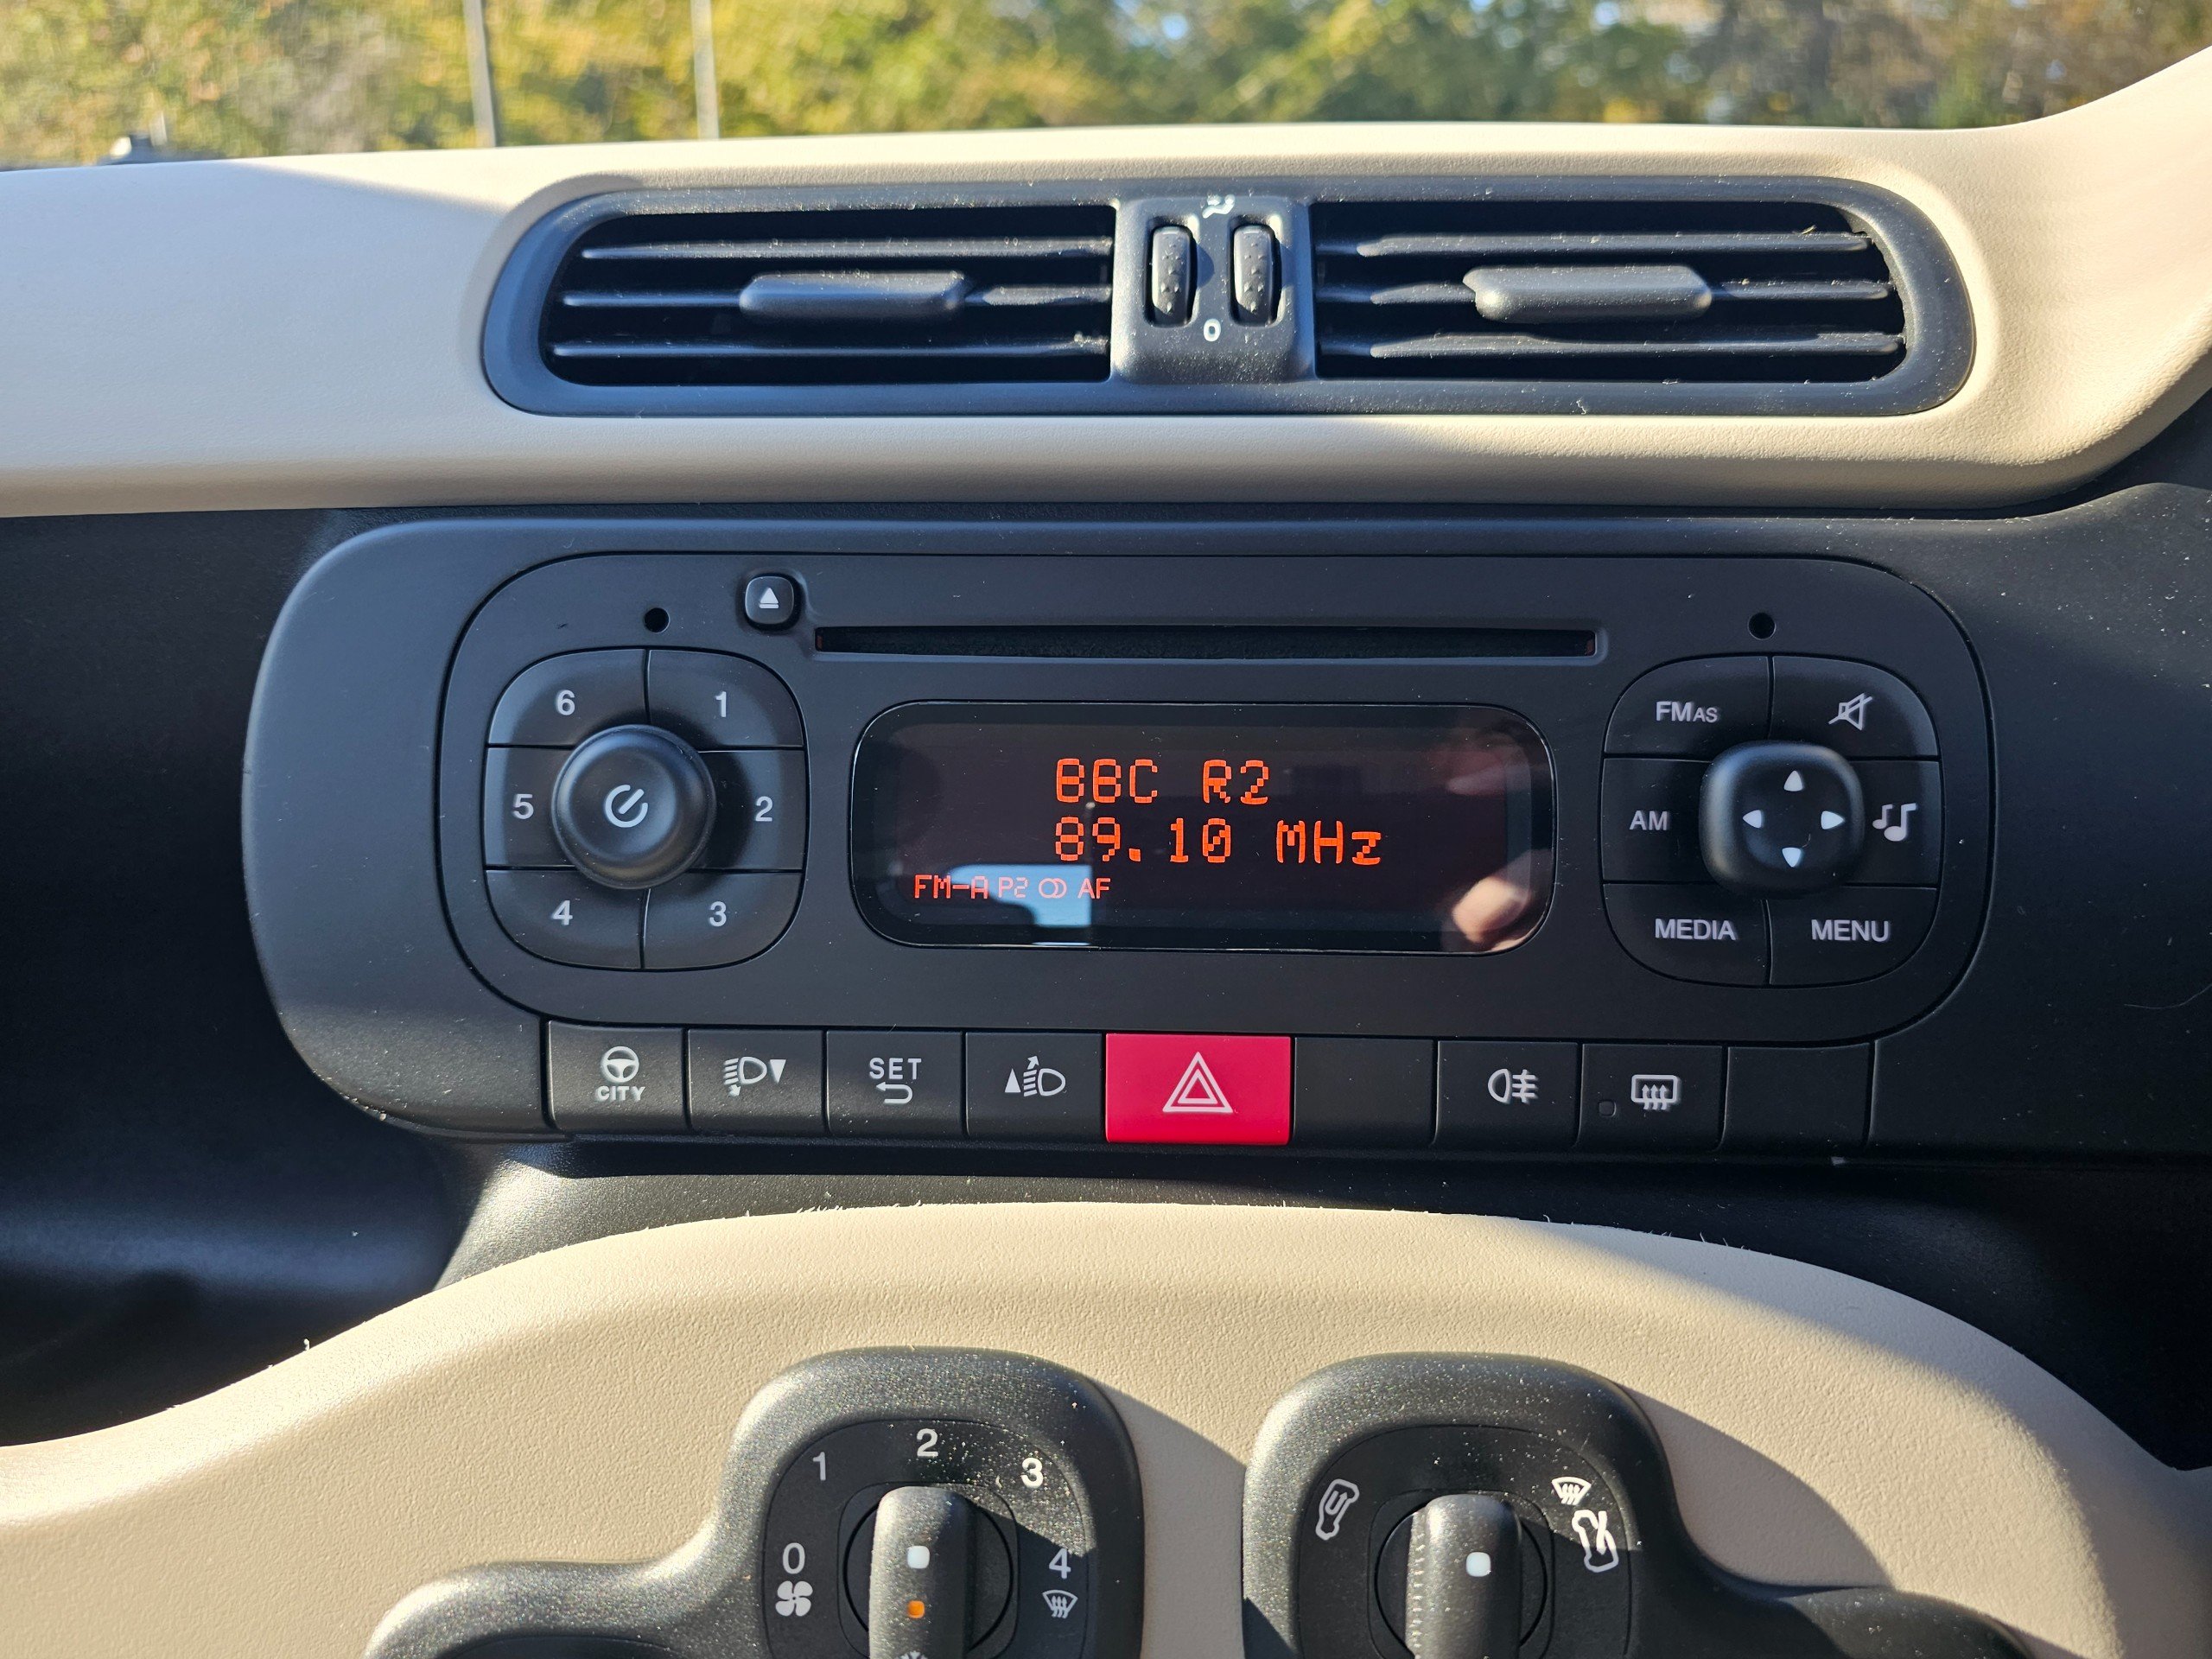 0
6 1
5 2
4 3
BBC R2
89.10 MHz
FM-A P2 AF
FMAS
AM
MEDIA MENU
CITY
SET
1 2 3
0 4